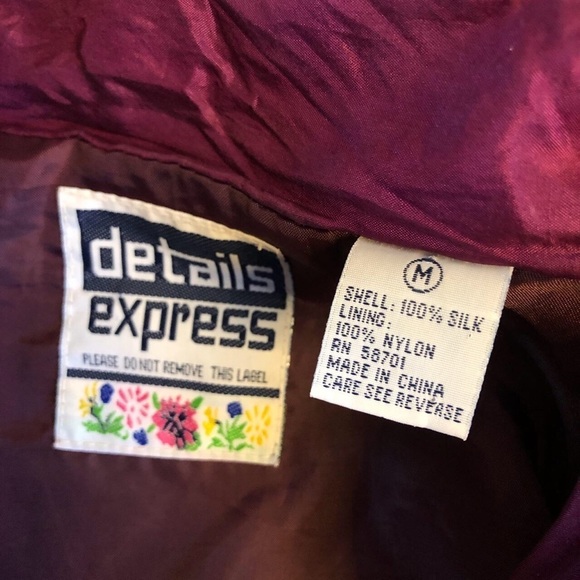 details
express
PLEASE DO NOT REMOVE THIS LABEL
M
SHELL: 100% SILK
LINING:
100% NYLON
RN 58701
MADE IN CHINA
CARE SEE REVERSE